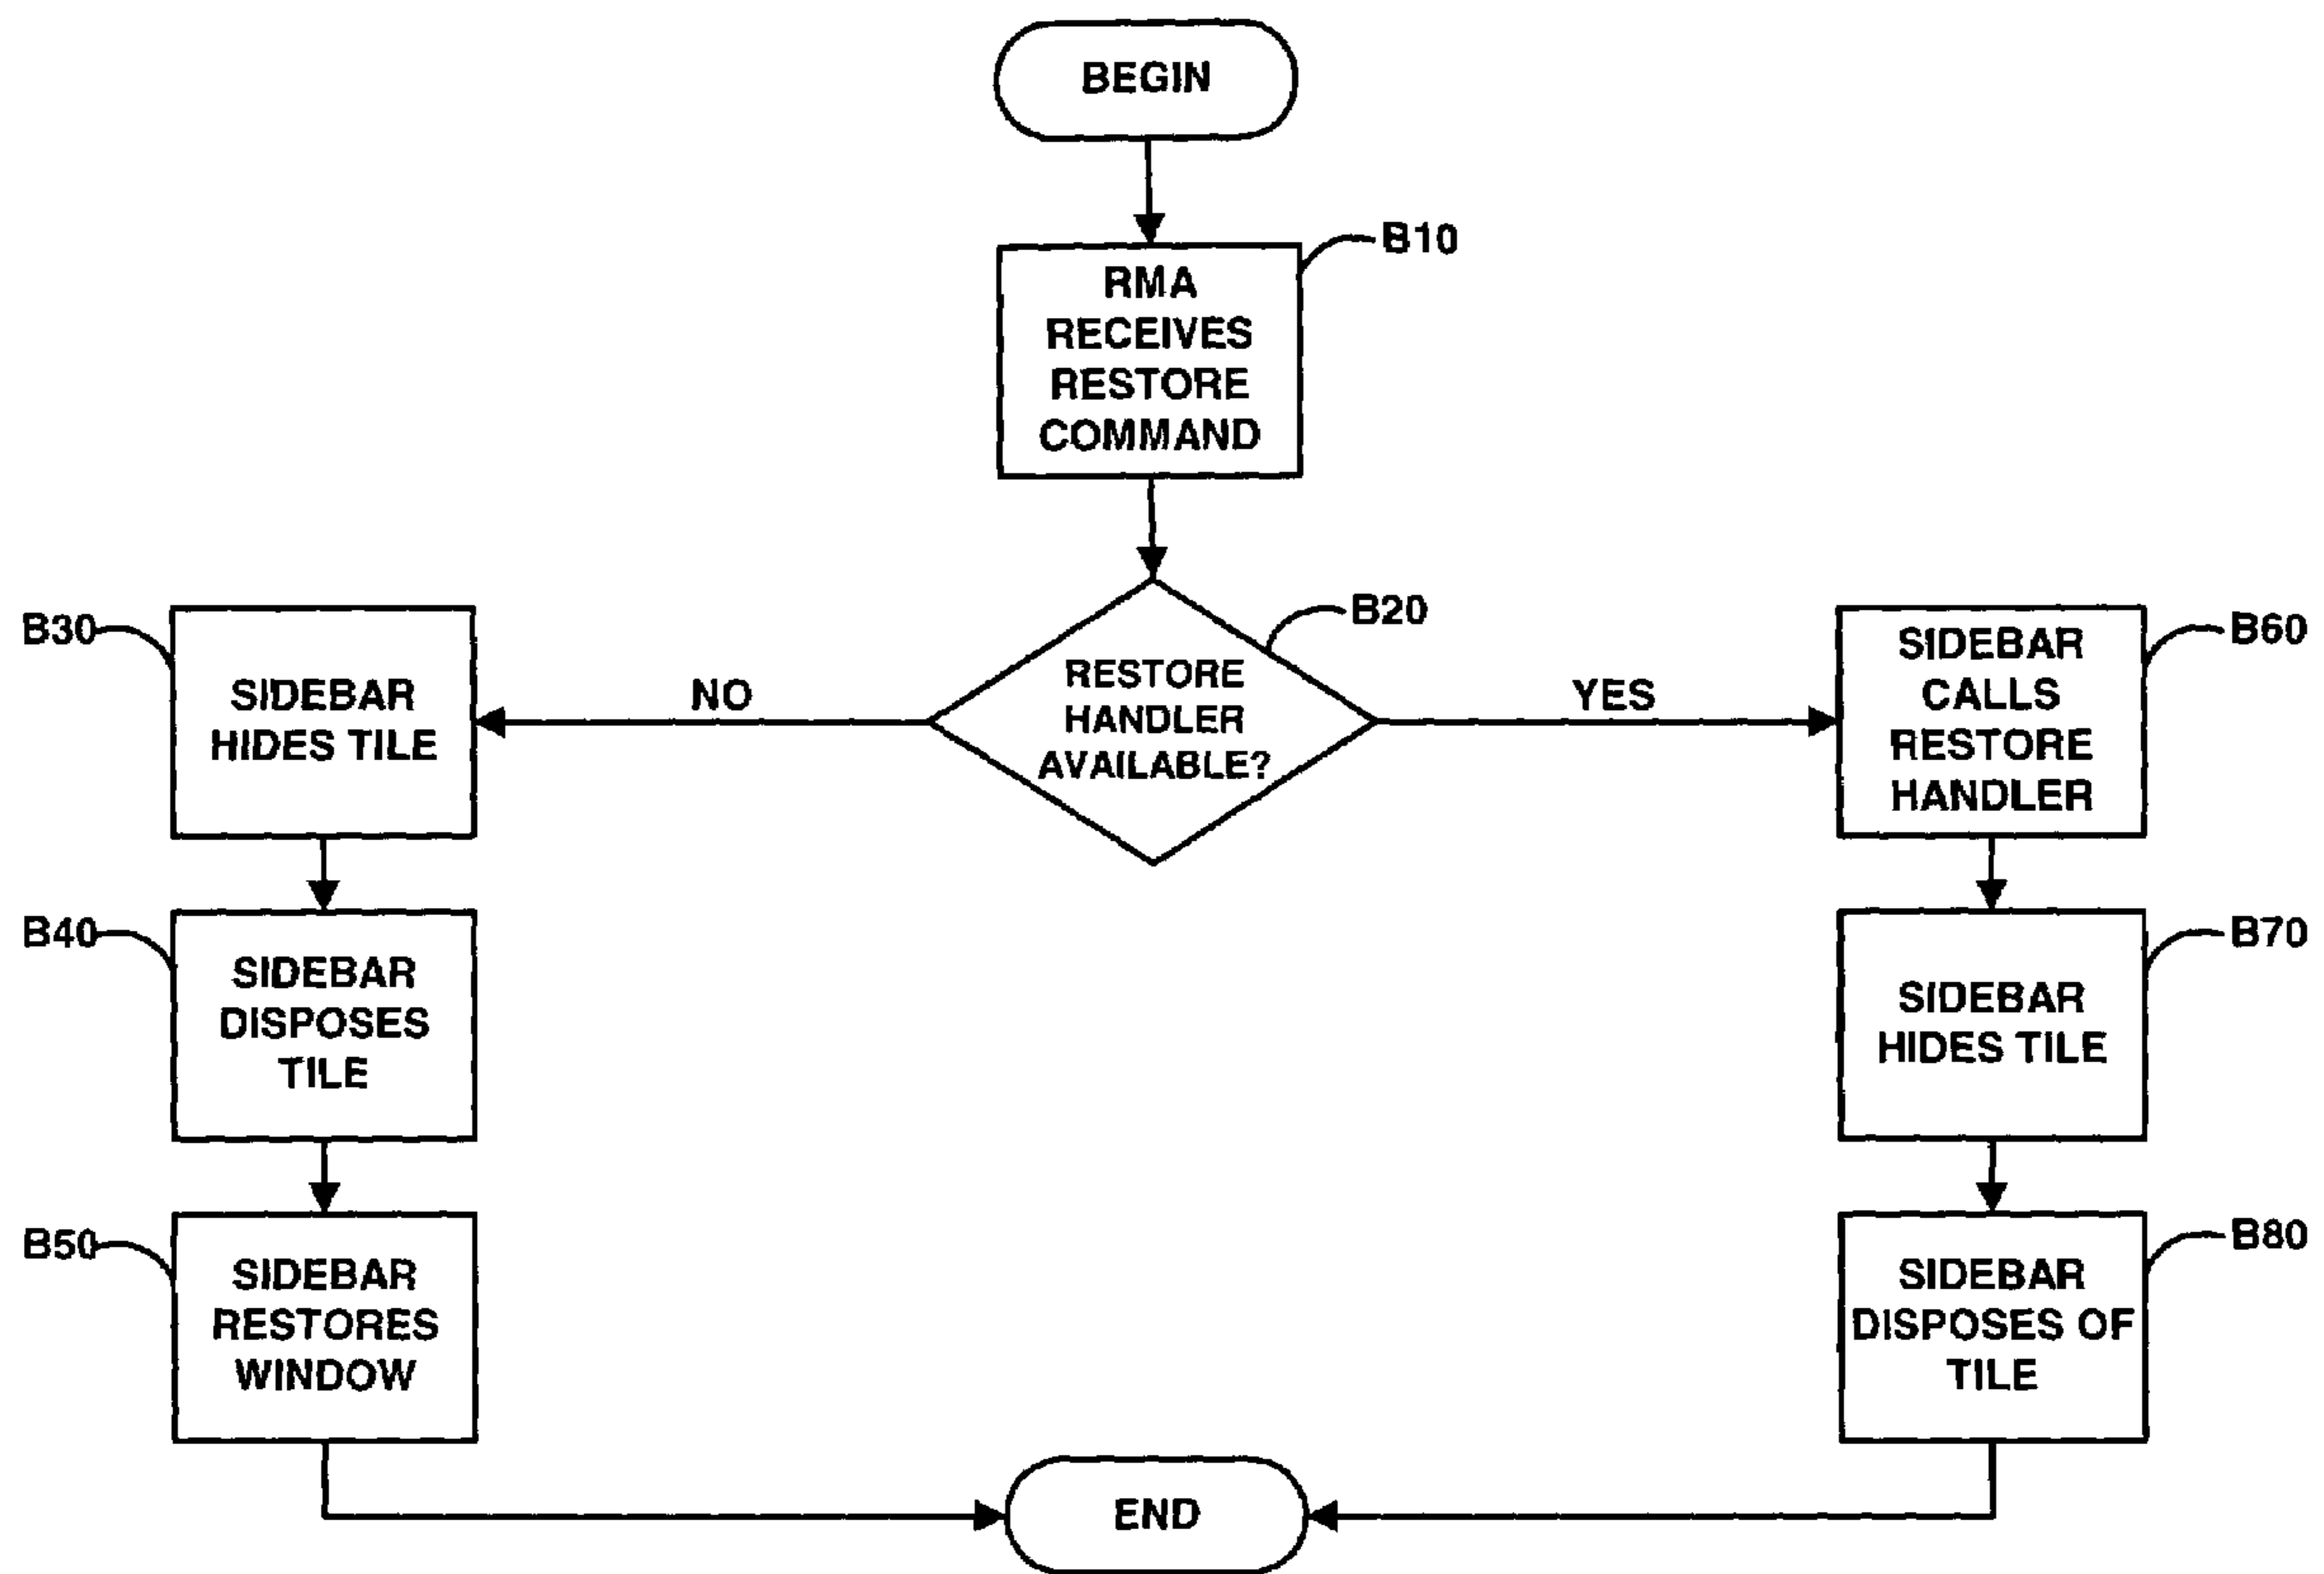 BEGIN
B10
RMA
RECEIVES
RESTORE
COMMAND
B20
RESTORE
HANDLER
AVAILABLE?
NO
YES
B30
SIDEBAR
HIDES TILE
B40
SIDEBAR
DISPOSES
TILE
B50
SIDEBAR
RESTORES
WINDOW
B60
SIDEBAR
CALLS
RESTORE
HANDLER
B70
SIDEBAR
HIDES TILE
B80
SIDEBAR
DISPOSES OF
TILE
END